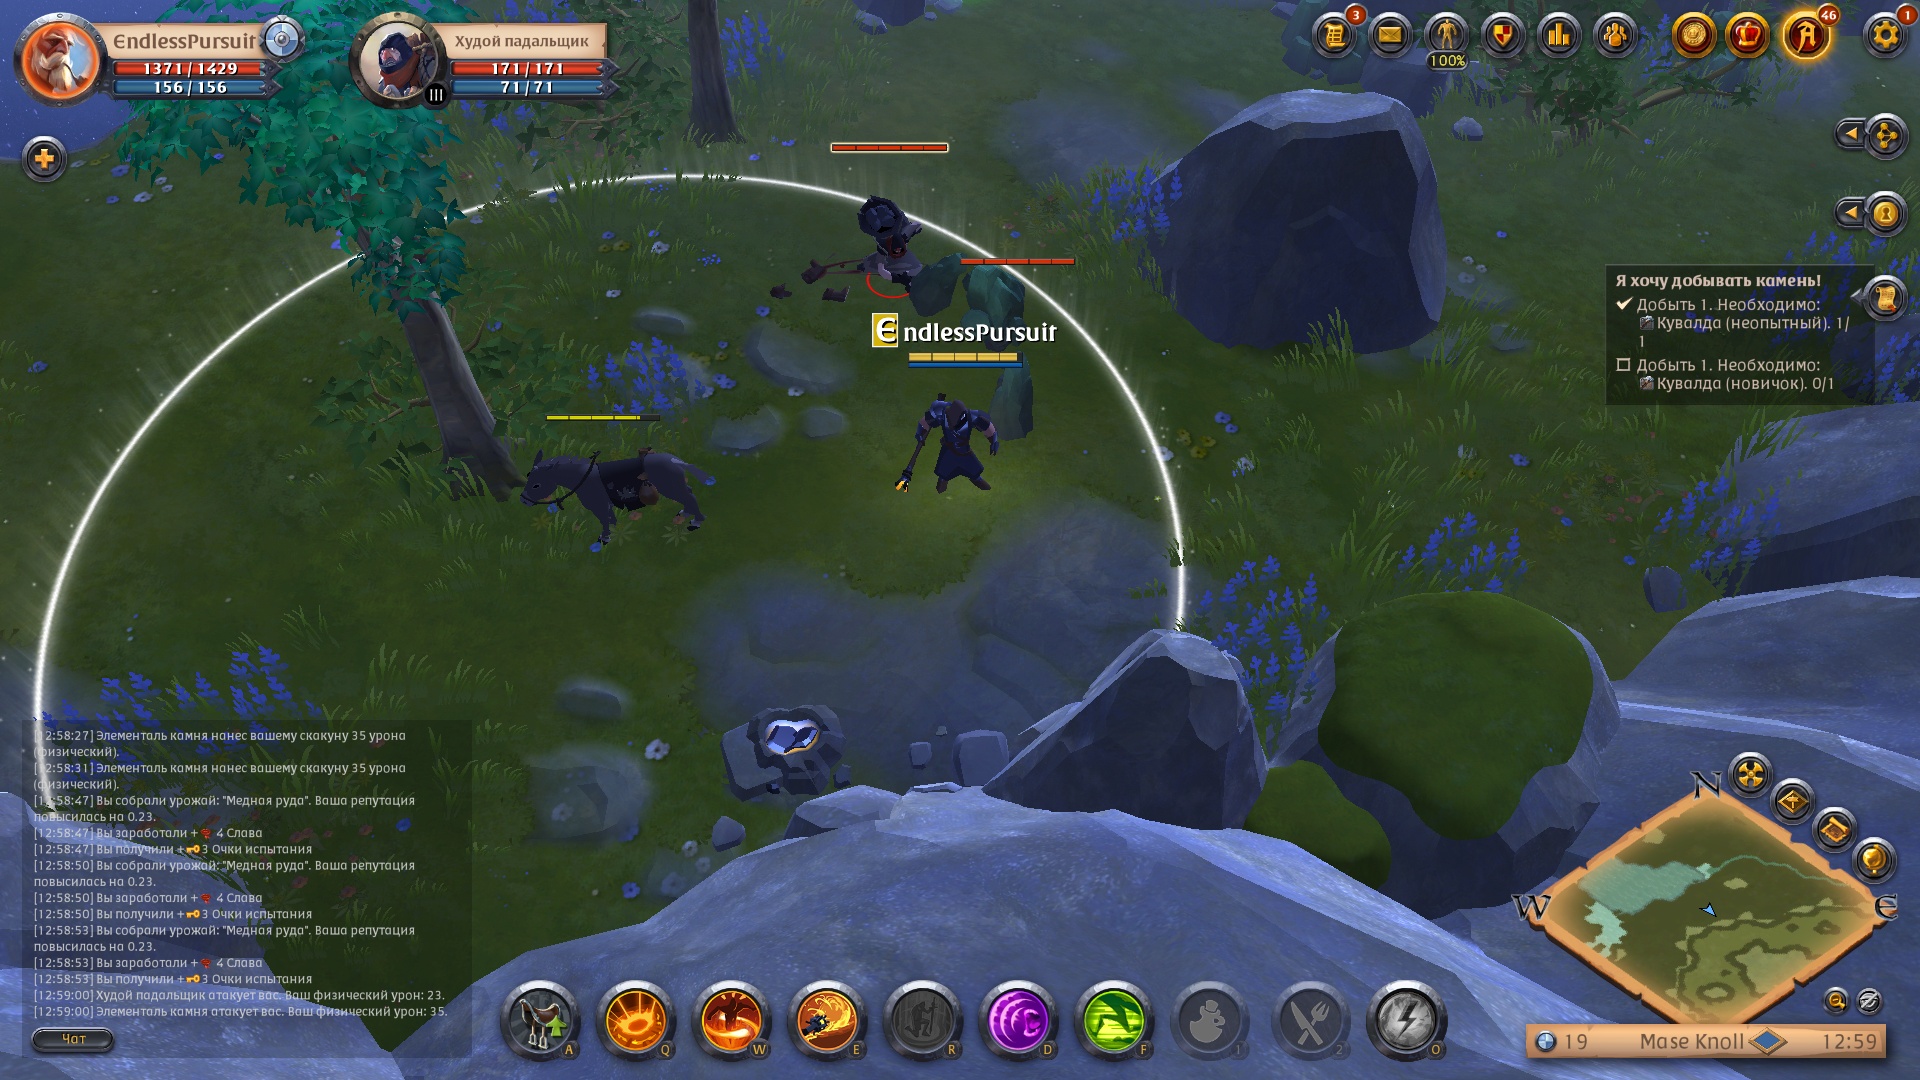 EndlessPursuit
1371 / 1429
156 / 156
Худой падальщик
171 / 171
71 / 71
III
3
100%
46
1
EndlessPursuit
Я хочу добывать камень!
Добыть 1. Необходимо:
Кувалда (неопытный). 1/
1
Добыть 1. Необходимо:
Кувалда (новичок). 0/1
[12:58:27] Элементаль камня нанес вашему скакуну 35 урона
(физический).
[12:58:31] Элементаль камня нанес вашему скакуну 35 урона
(физический).
[12:58:47] Вы собрали урожай: "Медная руда". Ваша репутация
повысилась на 0.23.
[12:58:47] Вы заработали + 4 Слава
[12:58:47] Вы получили + 3 Очки испытания
[12:58:50] Вы собрали урожай: "Медная руда". Ваша репутация
повысилась на 0.23.
[12:58:50] Вы заработали + 4 Слава
[12:58:50] Вы получили + 3 Очки испытания
[12:58:53] Вы собрали урожай: "Медная руда". Ваша репутация
повысилась на 0.23.
[12:58:53] Вы заработали + 4 Слава
[12:58:53] Вы получили + 3 Очки испытания
[12:59:00] Худой падальщик атакует вас. Ваш физический урон: 23.
[12:59:00] Элементаль камня атакует вас. Ваш физический урон: 35.
Чат
A
Q
W
E
R
D
F
1
2
O
N
W
E
19
Mase Knoll
12:59